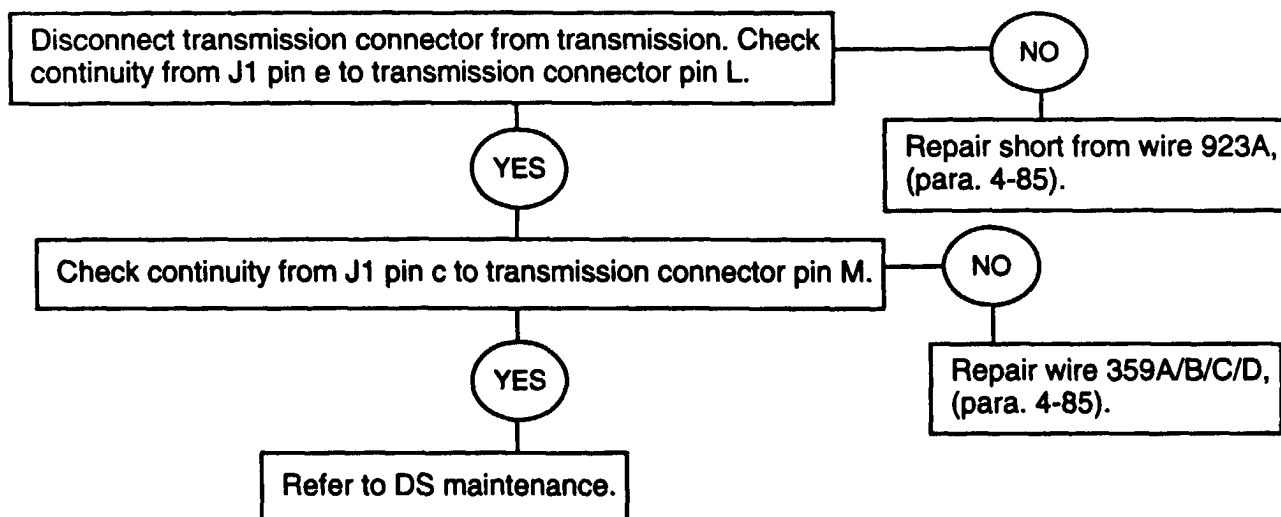 Disconnect transmission connector from transmission. Check
continuity from J1 pin e to transmission connector pin L.
NO
Repair short from wire 923A,
(para. 4-85).
YES
Check continuity from J1 pin c to transmission connector pin M.
NO
Repair wire 359A/B/C/D,
(para. 4-85).
YES
Refer to DS maintenance.